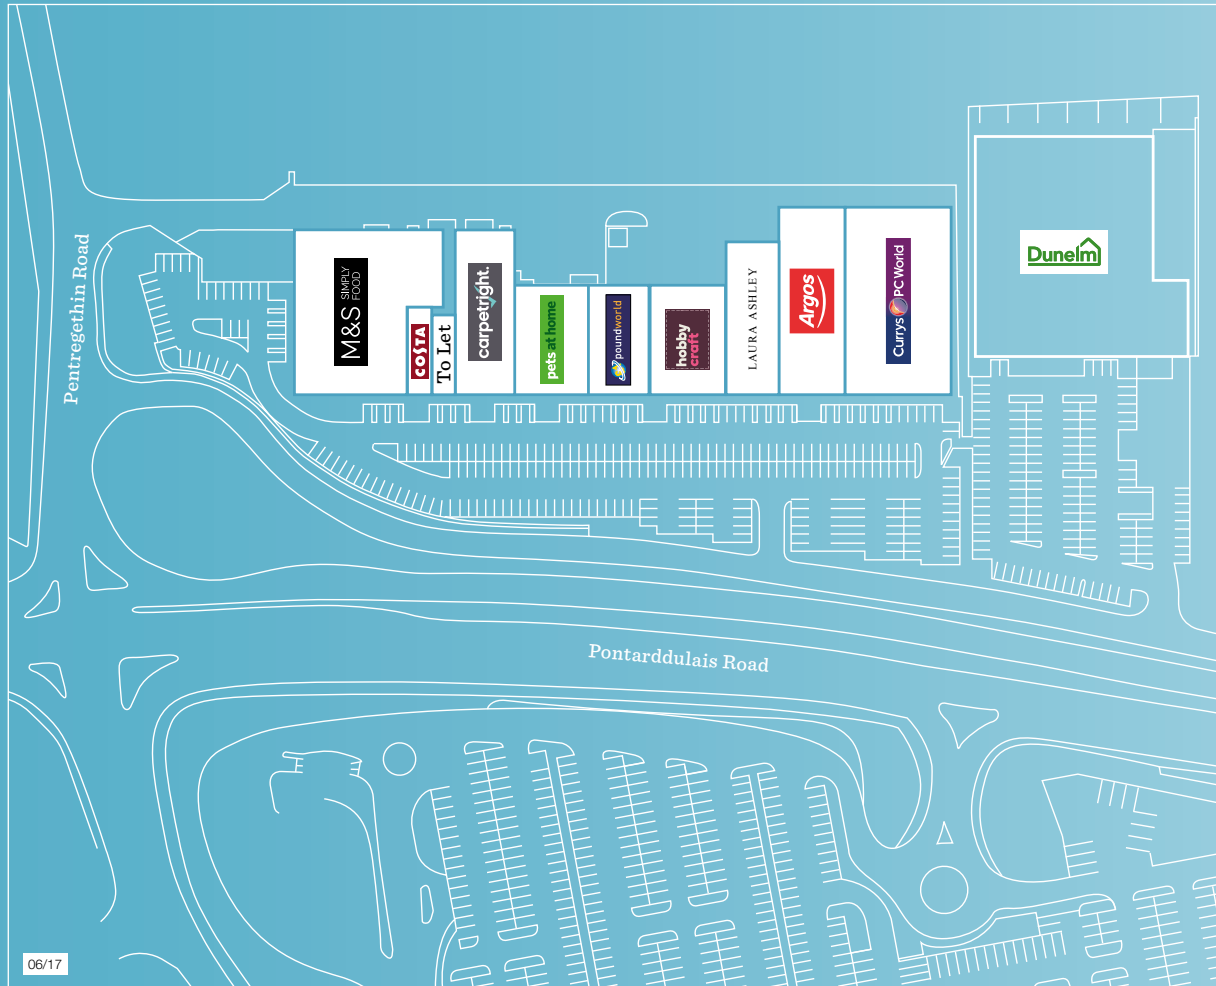 Pentregethin Road
M&S SIMPLY
FOOD
COSTA
To Let
carpetright.
pets at home
poundworld
hobby
craft
LAURA ASHLEY
Argos
Currys PC World
Dunelm
Pontarddulais Road
06/17